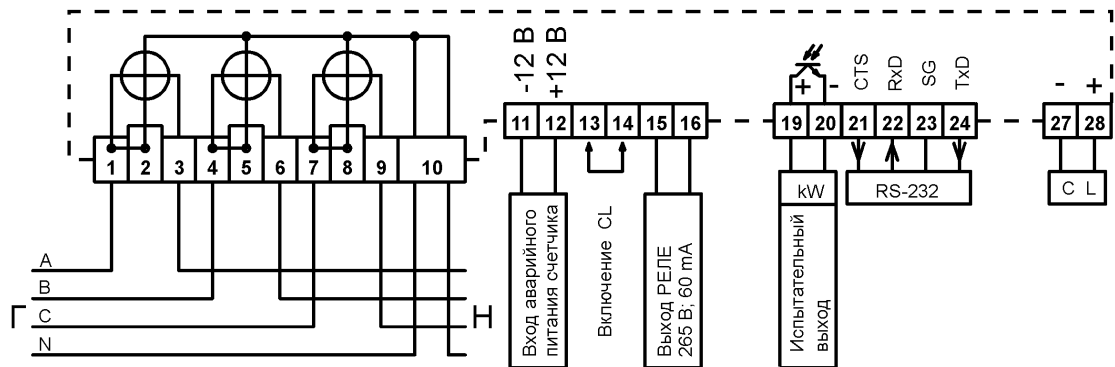 -12 В
+12 В
+ -
CTS
RxD
SG
TxD
- +
1 2 3 4 5 6 7 8 9 10
11 12 13 14 15 16
19 20 21 22 23 24
27 28
kW
RS-232
C L
A
B
C
N
Г
Н
Вход аварийного
питания счетчика
Включение CL
Выход РЕЛЕ
265 В; 60 mA
Испытательный
выход